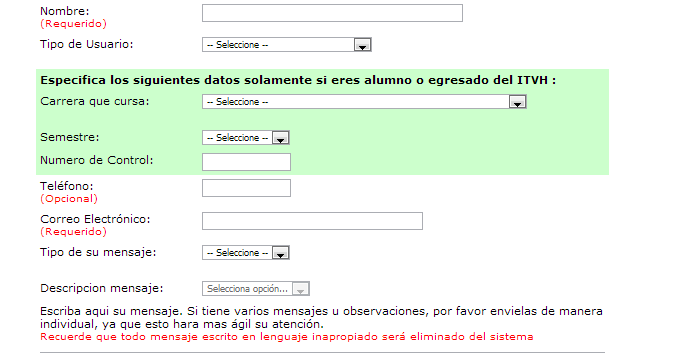 Nombre:
(Requerido)
Tipo de Usuario: -- Seleccione --
Especifica los siguientes datos solamente si eres alumno o egresado del ITVH :
Carrera que cursa: -- Seleccione --
Semestre: -- Seleccione --
Numero de Control:
Teléfono:
(Opcional)
Correo Electrónico:
(Requerido)
Tipo de su mensaje: -- Seleccione --
Descripcion mensaje: Selecciona opción...
Escriba aqui su mensaje. Si tiene varios mensajes u observaciones, por favor envielas de manera
individual, ya que esto hara mas ágil su atención.
Recuerde que todo mensaje escrito en lenguaje inapropiado será eliminado del sistema